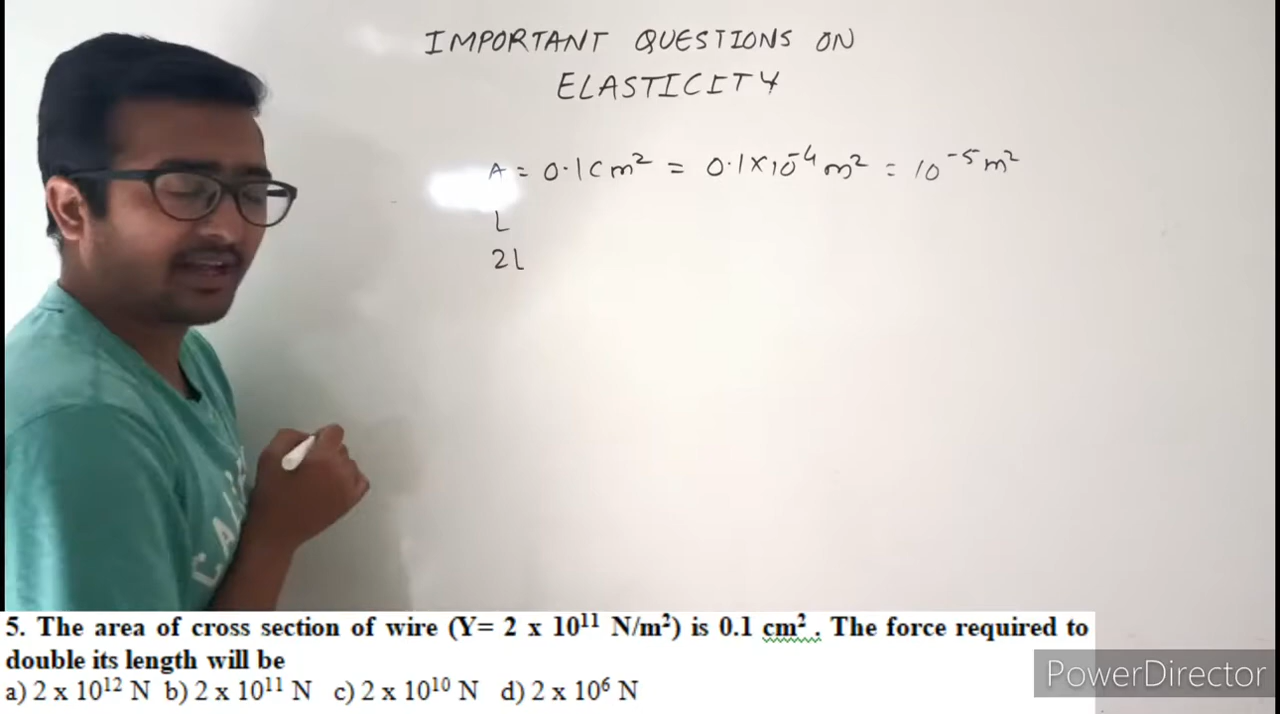 IMPORTANT QUESTIONS ON
ELASTICITY
A = 0.1cm² = 0.1×10⁻⁴ m² = 10⁻⁵ m²
L
2L
5. The area of cross section of wire (Y= 2 x 10¹¹ N/m²) is 0.1 cm² . The force required to
double its length will be
a) 2 x 10¹² N b) 2 x 10¹¹ N c) 2 x 10¹⁰ N d) 2 x 10⁶ N
PowerDirector